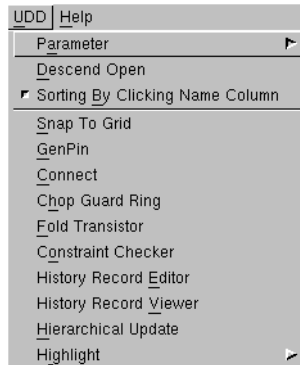 UDD Help
Parameter
Descend Open
Sorting By Clicking Name Column
Snap To Grid
GenPin
Connect
Chop Guard Ring
Fold Transistor
Constraint Checker
History Record Editor
History Record Viewer
Hierarchical Update
Highlight